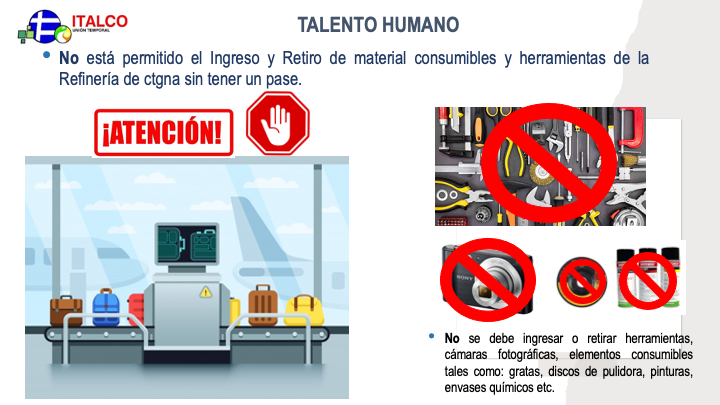 ITALCO
UNIÓN TEMPORAL
TALENTO HUMANO
• No está permitido el Ingreso y Retiro de material consumibles y herramientas de la
Refinería de ctgna sin tener un pase.
¡ATENCIÓN!
SONY
• No se debe ingresar o retirar herramientas,
cámaras fotográficas, elementos consumibles
tales como: gratas, discos de pulidora, pinturas,
envases químicos etc.